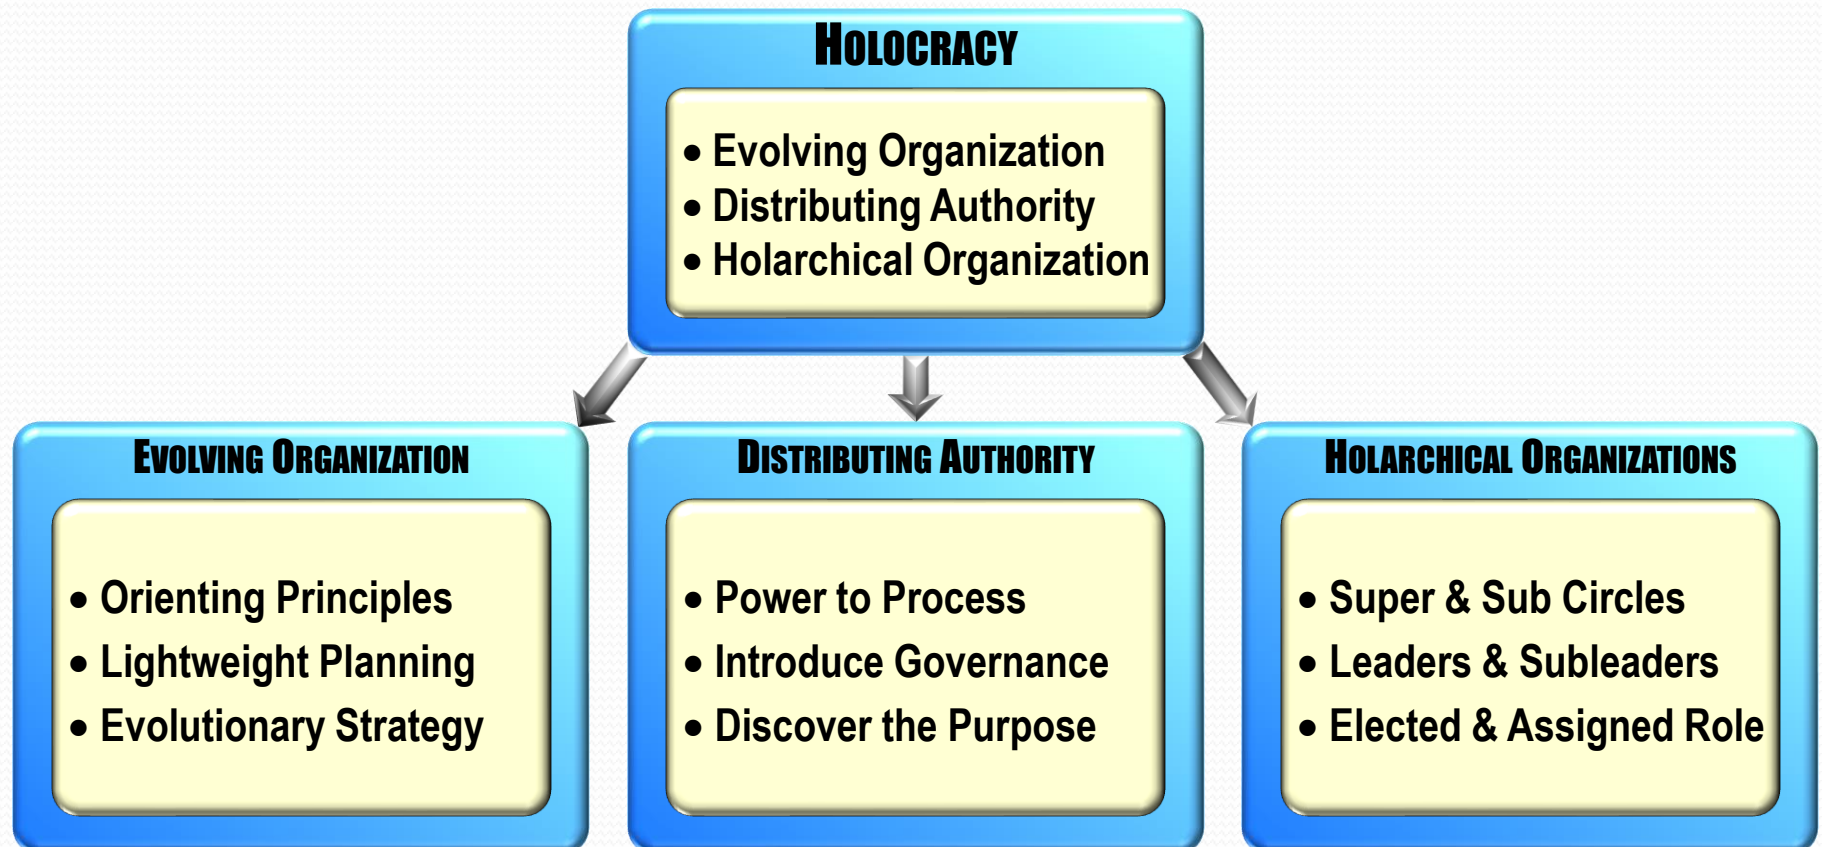 HOLOCRACY
• Evolving Organization
• Distributing Authority
• Holarchical Organization
EVOLVING ORGANIZATION
• Orienting Principles
• Lightweight Planning
• Evolutionary Strategy
DISTRIBUTING AUTHORITY
• Power to Process
• Introduce Governance
• Discover the Purpose
HOLARCHICAL ORGANIZATIONS
• Super & Sub Circles
• Leaders & Subleaders
• Elected & Assigned Role